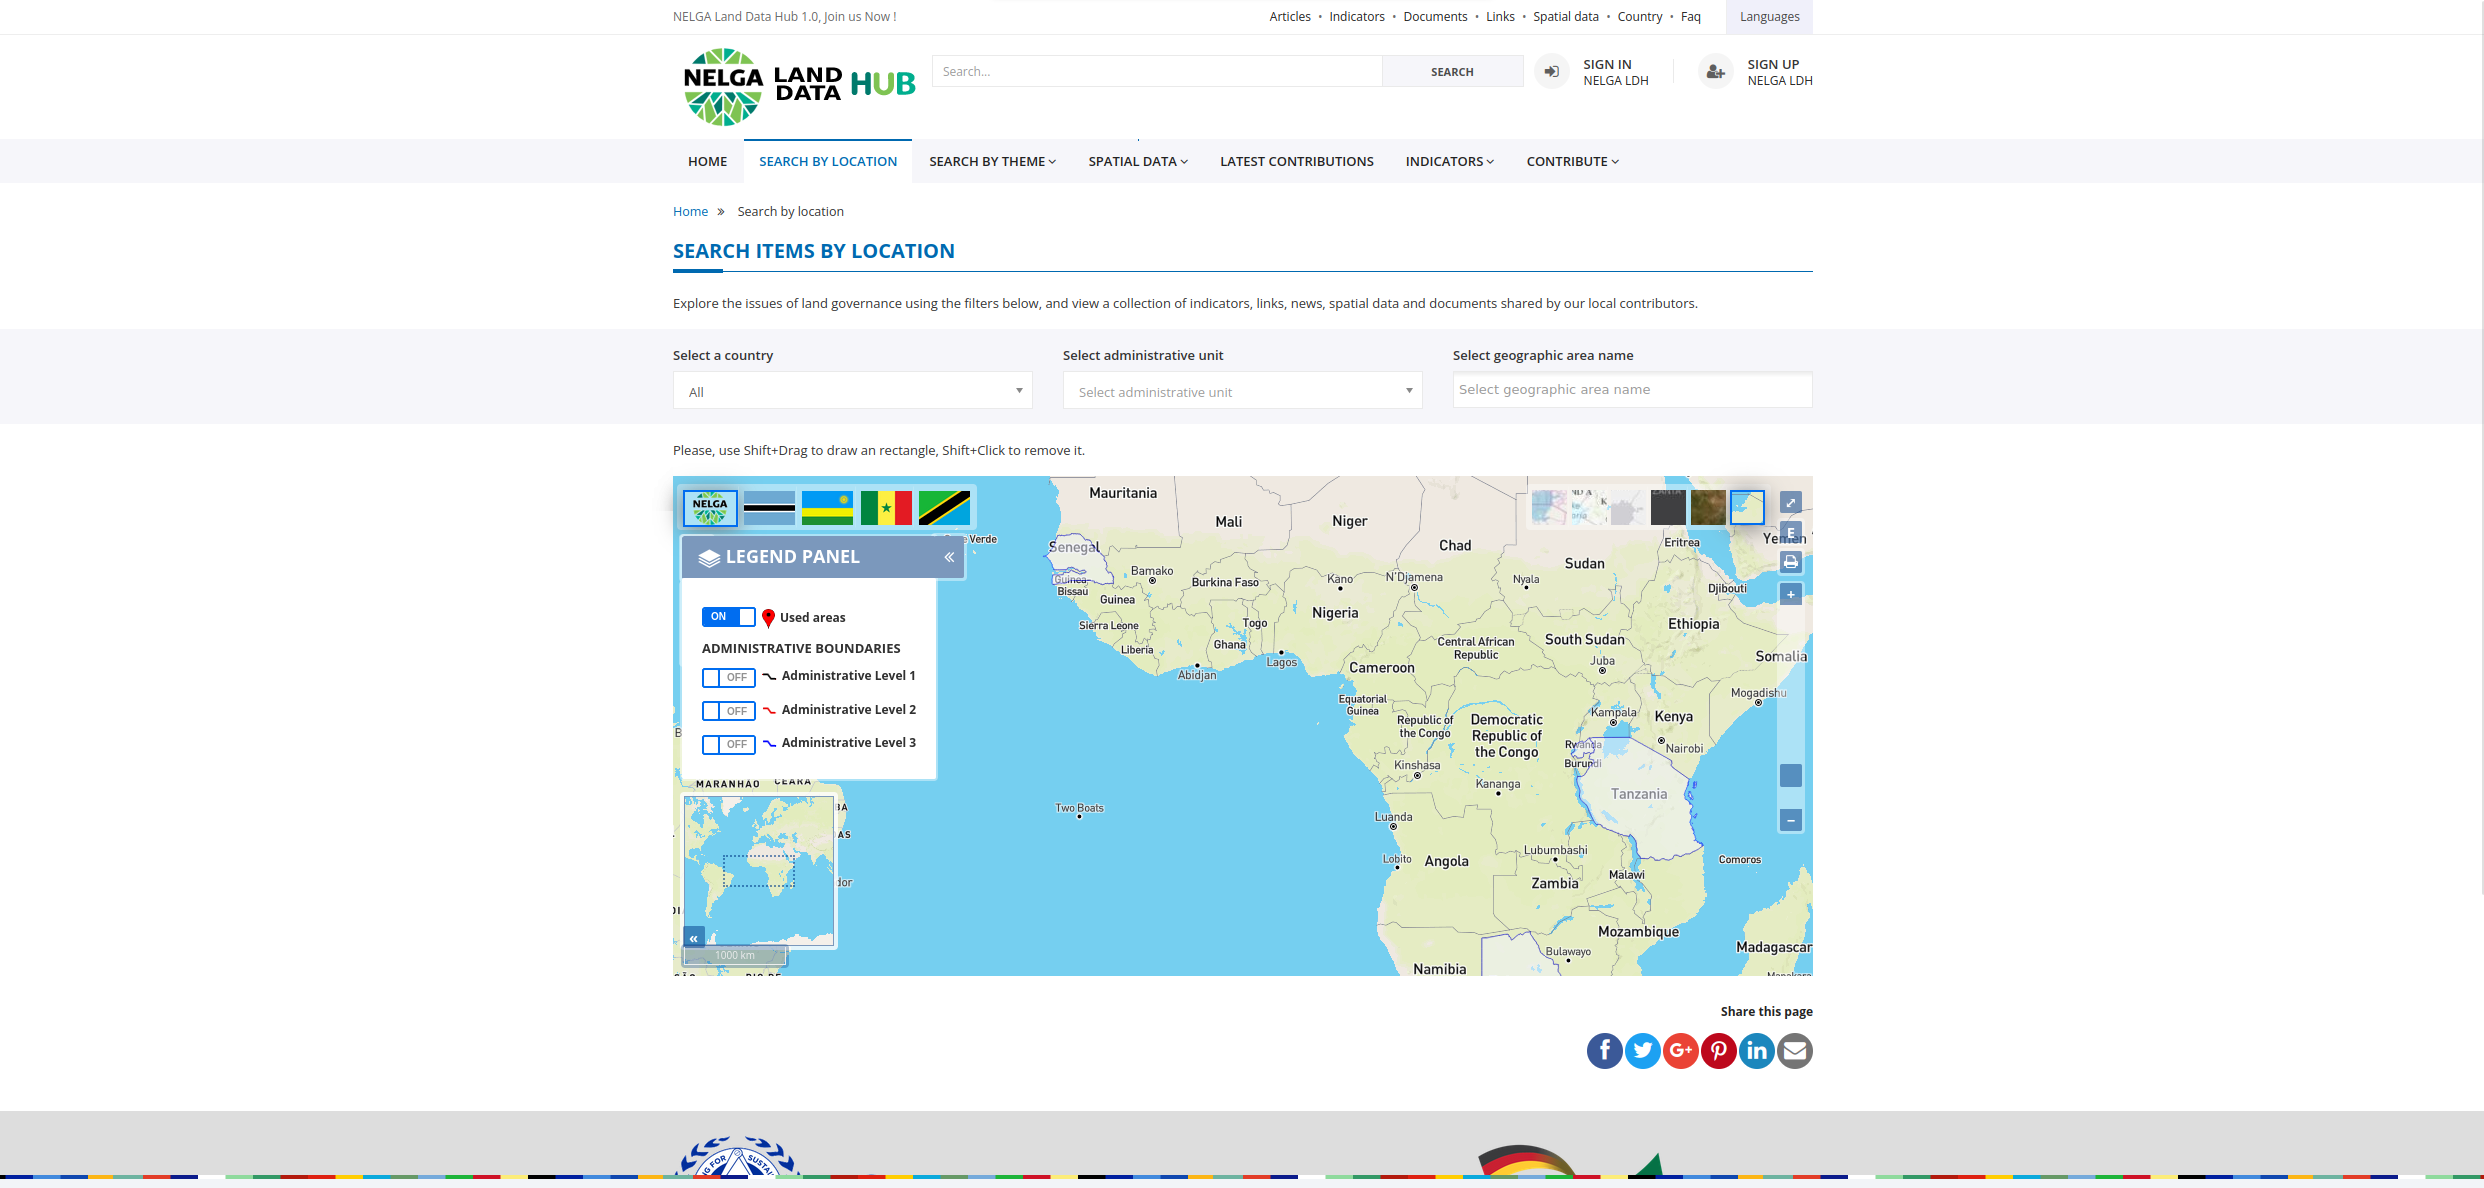 NELGA Land Data Hub 1.0, Join us Now !
Articles • Indicators • Documents • Links • Spatial data • Country • Faq
Languages
NELGA LAND DATA HUB
Search...
SEARCH
SIGN IN
NELGA LDH
SIGN UP
NELGA LDH
HOME
SEARCH BY LOCATION
SEARCH BY THEME
SPATIAL DATA
LATEST CONTRIBUTIONS
INDICATORS
CONTRIBUTE
Home » Search by location
SEARCH ITEMS BY LOCATION
Explore the issues of land governance using the filters below, and view a collection of indicators, links, news, spatial data and documents shared by our local contributors.
Select a country
Select administrative unit
Select geographic area name
All
Select administrative unit
Select geographic area name
Please, use Shift+Drag to draw an rectangle, Shift+Click to remove it.
NELGA
LEGEND PANEL
«
ON
Used areas
ADMINISTRATIVE BOUNDARIES
OFF
Administrative Level 1
OFF
Administrative Level 2
OFF
Administrative Level 3
Mauritania
Mali
Niger
Chad
Sudan
Eritrea
Yemen
E
Verde
Senegal
Guinea-
Bissau
Bamako
Burkina Faso
Kano
N'Djamena
Nyala
Djibouti
+
Guinea
Nigeria
Ethiopia
Sierra Leone
Togo
Liberia
Ghana
Central African
Republic
South Sudan
Abidjan
Lagos
Cameroon
Juba
Somalia
Equatorial
Guinea
Republic of
the Congo
Democratic
Republic of
the Congo
Kampala
Kenya
Mogadishu
Rwanda
Burundi
Nairobi
Kinshasa
Kananga
Tanzania
MARANHÃO
CEARÁ
Two Boats
Luanda
–
Lobito
Angola
Lubumbashi
Comoros
Zambia
Malawi
dor
Mozambique
Madagascar
Bulawayo
Namibia
«
1000 km
Share this page
G+
in
NG FOR SUSTAI